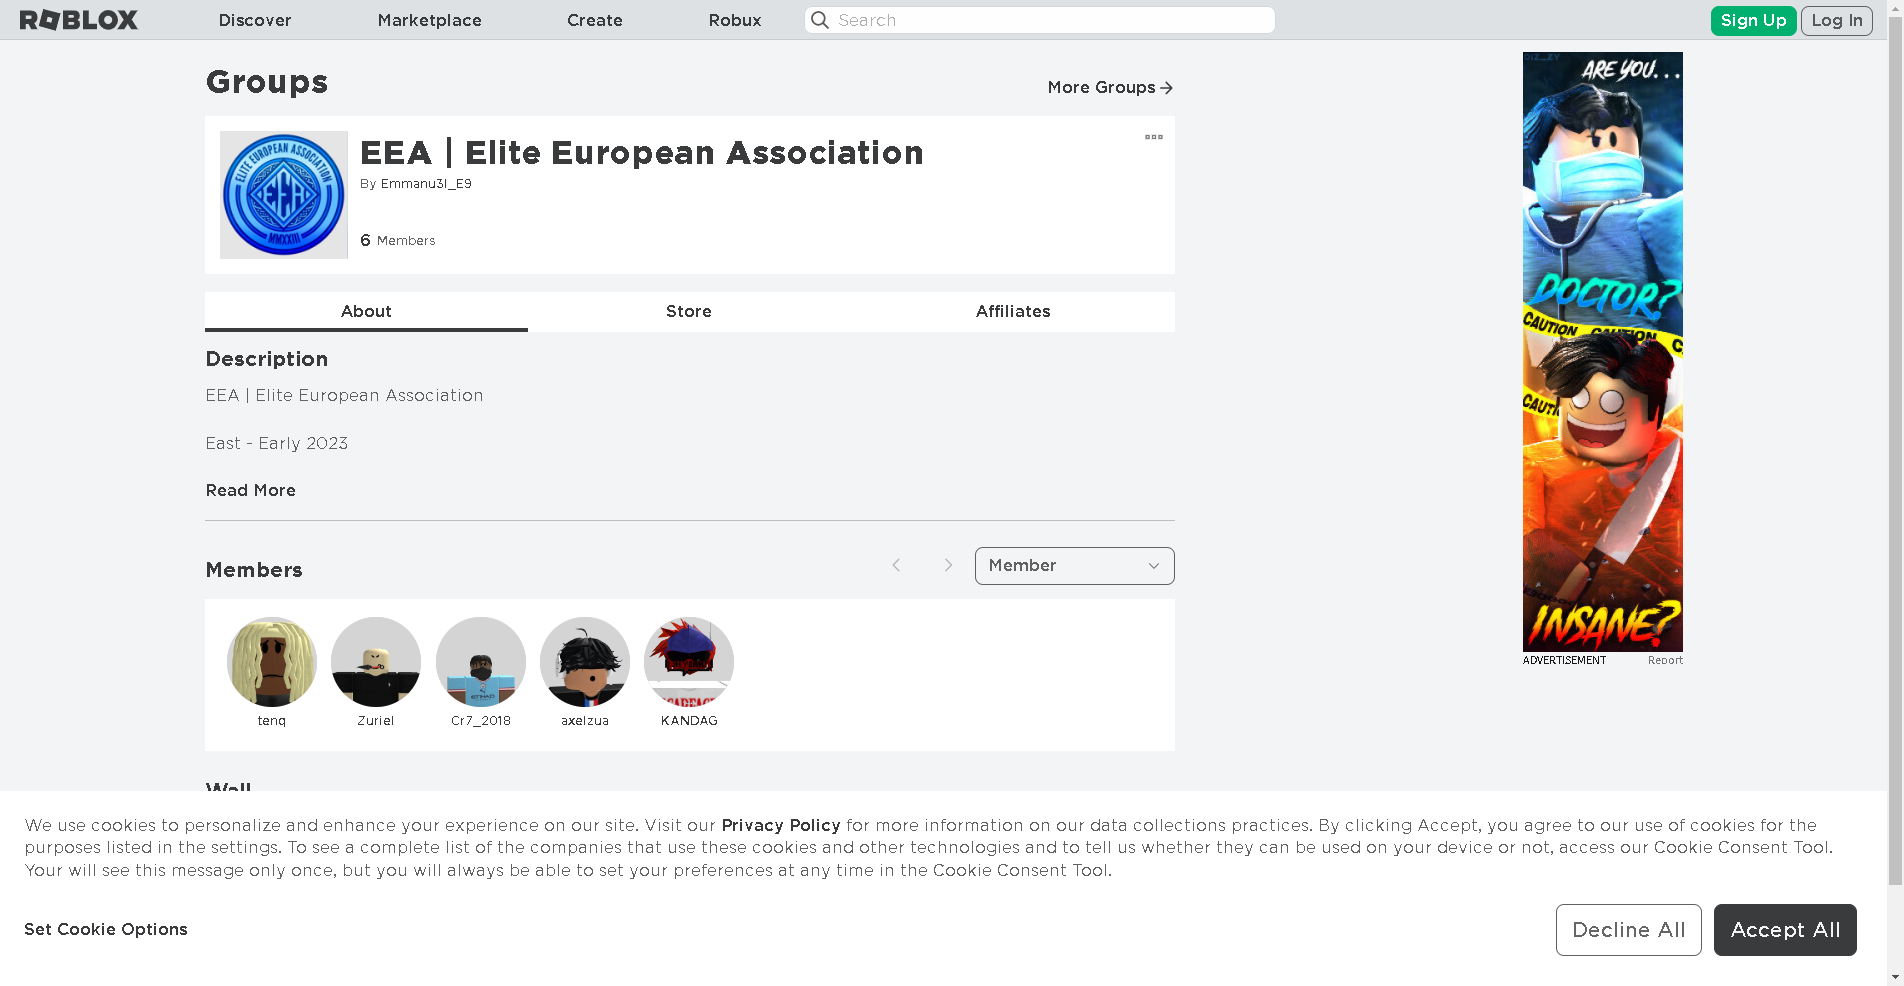 ROBLOX
Discover
Marketplace
Create
Robux
Search
Sign Up
Log In
Groups
More Groups
ELITE EUROPEAN ASSOCIATION
EEA
MMXXIII
EEA | Elite European Association
By Emmanu3l_E9
6 Members
About
Store
Affiliates
Description
EEA | Elite European Association
East - Early 2023
Read More
Members
Member
tenq
Zuriel
Cr7_2018
axelzua
KANDAG
Wall
ARE YOU...
DOCTOR?
CAUTION CAUTION
INSANE?
ADVERTISEMENT
Report
We use cookies to personalize and enhance your experience on our site. Visit our Privacy Policy for more information on our data collections practices. By clicking Accept, you agree to our use of cookies for the
purposes listed in the settings. To see a complete list of the companies that use these cookies and other technologies and to tell us whether they can be used on your device or not, access our Cookie Consent Tool.
Your will see this message only once, but you will always be able to set your preferences at any time in the Cookie Consent Tool.
Set Cookie Options
Decline All
Accept All